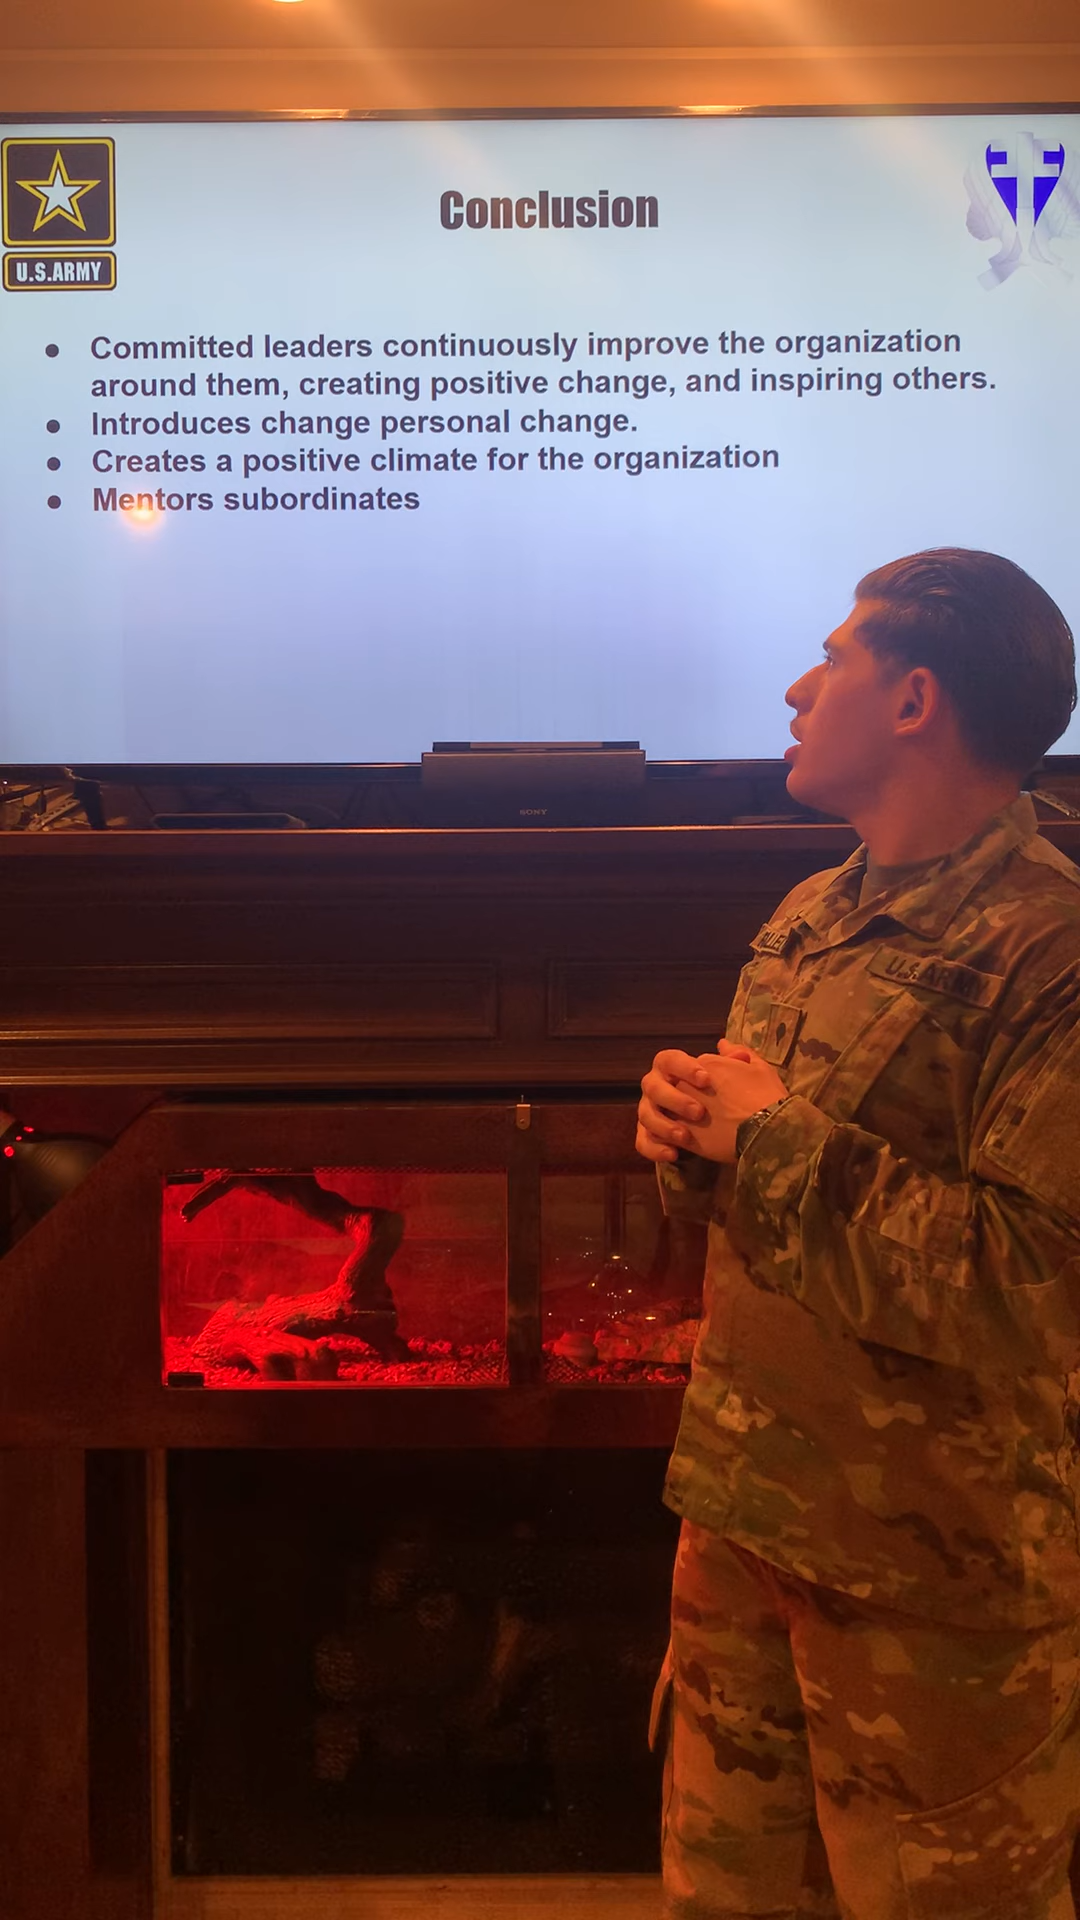 Conclusion
U.S.ARMY
● Committed leaders continuously improve the organization
around them, creating positive change, and inspiring others.
● Introduces change personal change.
● Creates a positive climate for the organization
● Mentors subordinates
SONY
U.S. ARMY